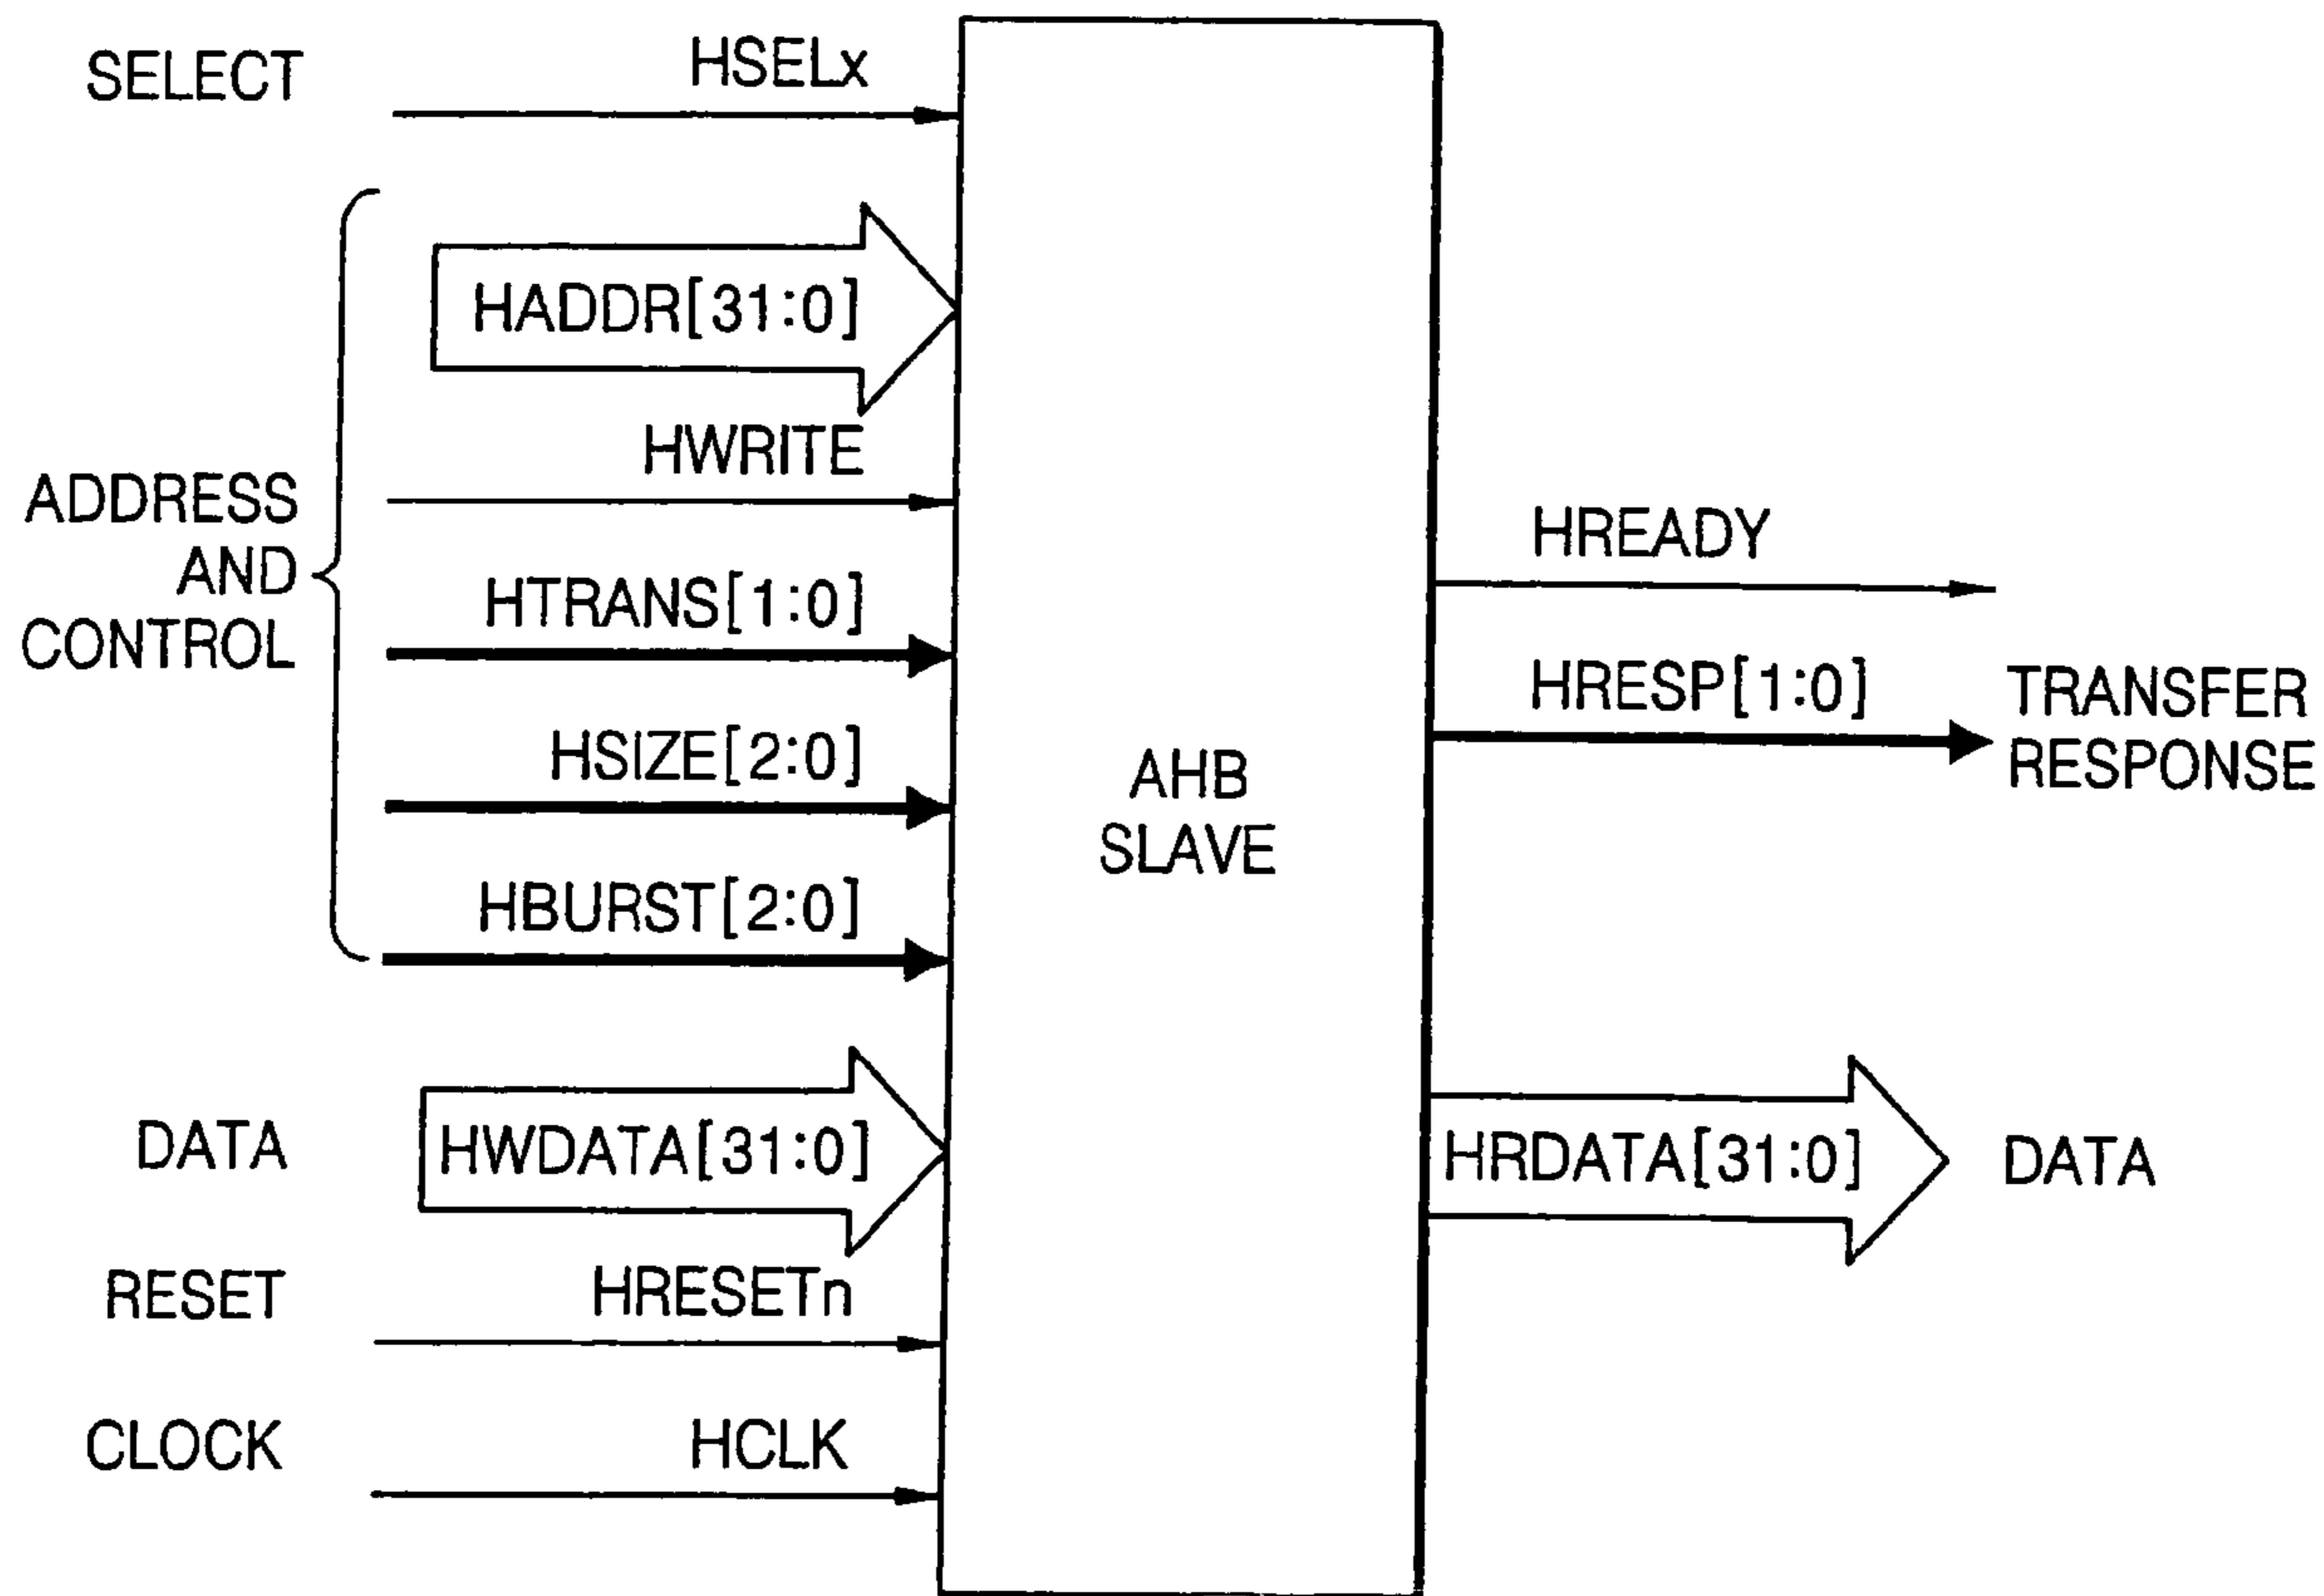 SELECT
HSELx
HADDR[31:0]
HWRITE
ADDRESS
AND
CONTROL
HTRANS[1:0]
HSIZE[2:0]
HBURST[2:0]
DATA
HWDATA[31:0]
RESET
HRESETn
CLOCK
HCLK
AHB
SLAVE
HREADY
HRESP[1:0]
TRANSFER
RESPONSE
HRDATA[31:0]
DATA